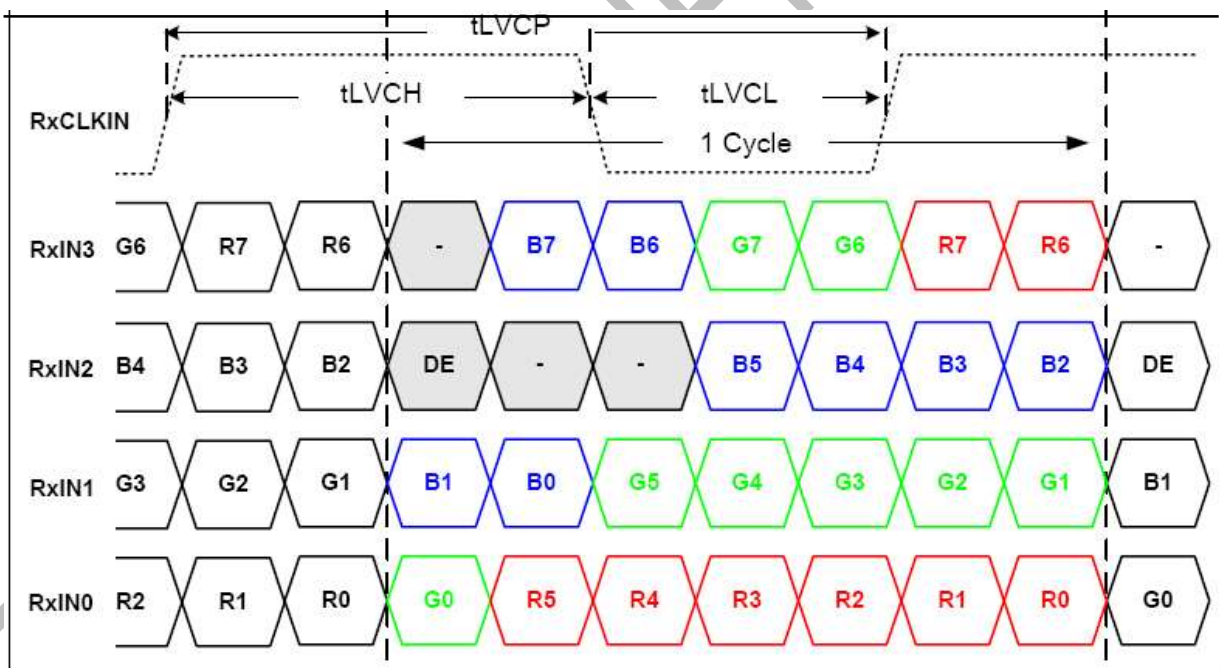 tLVCP
tLVCH tLVCL
RxCLKIN
1 Cycle
RxIN3 G6 R7 R6 - B7 B6 G7 G6 R7 R6 -
RxIN2 B4 B3 B2 DE - - B5 B4 B3 B2 DE
RxIN1 G3 G2 G1 B1 B0 G5 G4 G3 G2 G1 B1
RxIN0 R2 R1 R0 G0 R5 R4 R3 R2 R1 R0 G0